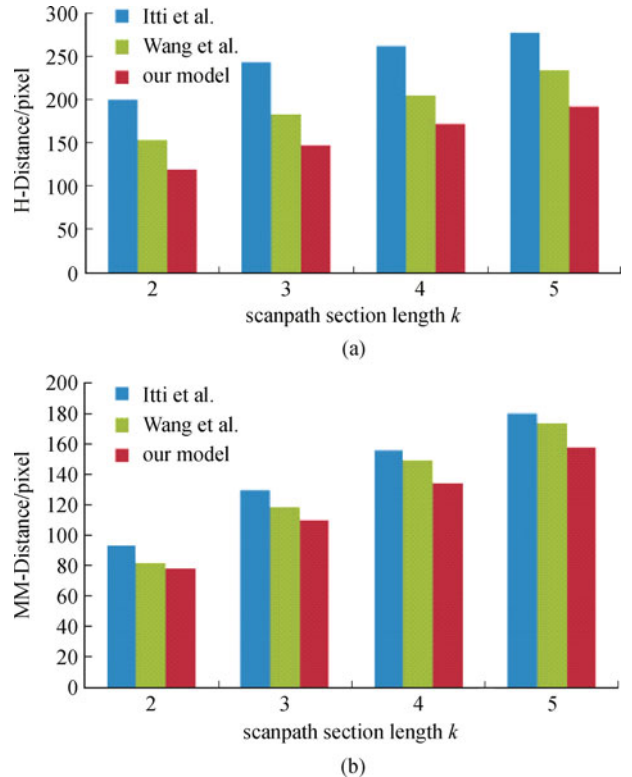 300
250
200
150
100
50
0
H-Distance/pixel
Itti et al.
Wang et al.
our model
2 3 4 5
scanpath section length k
(a)
200
180
160
140
120
100
80
60
40
20
0
MM-Distance/pixel
Itti et al.
Wang et al.
our model
2 3 4 5
scanpath section length k
(b)